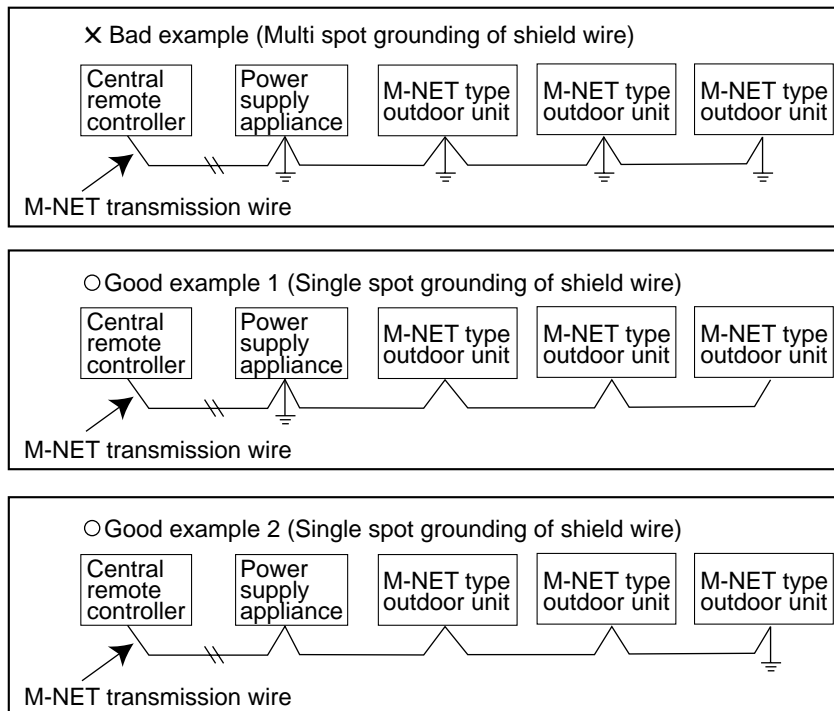 ✕ Bad example (Multi spot grounding of shield wire)
Central
remote
controller
Power
supply
appliance
M-NET type
outdoor unit
M-NET type
outdoor unit
M-NET type
outdoor unit
M-NET transmission wire
○ Good example 1 (Single spot grounding of shield wire)
Central
remote
controller
Power
supply
appliance
M-NET type
outdoor unit
M-NET type
outdoor unit
M-NET type
outdoor unit
M-NET transmission wire
○ Good example 2 (Single spot grounding of shield wire)
Central
remote
controller
Power
supply
appliance
M-NET type
outdoor unit
M-NET type
outdoor unit
M-NET type
outdoor unit
M-NET transmission wire